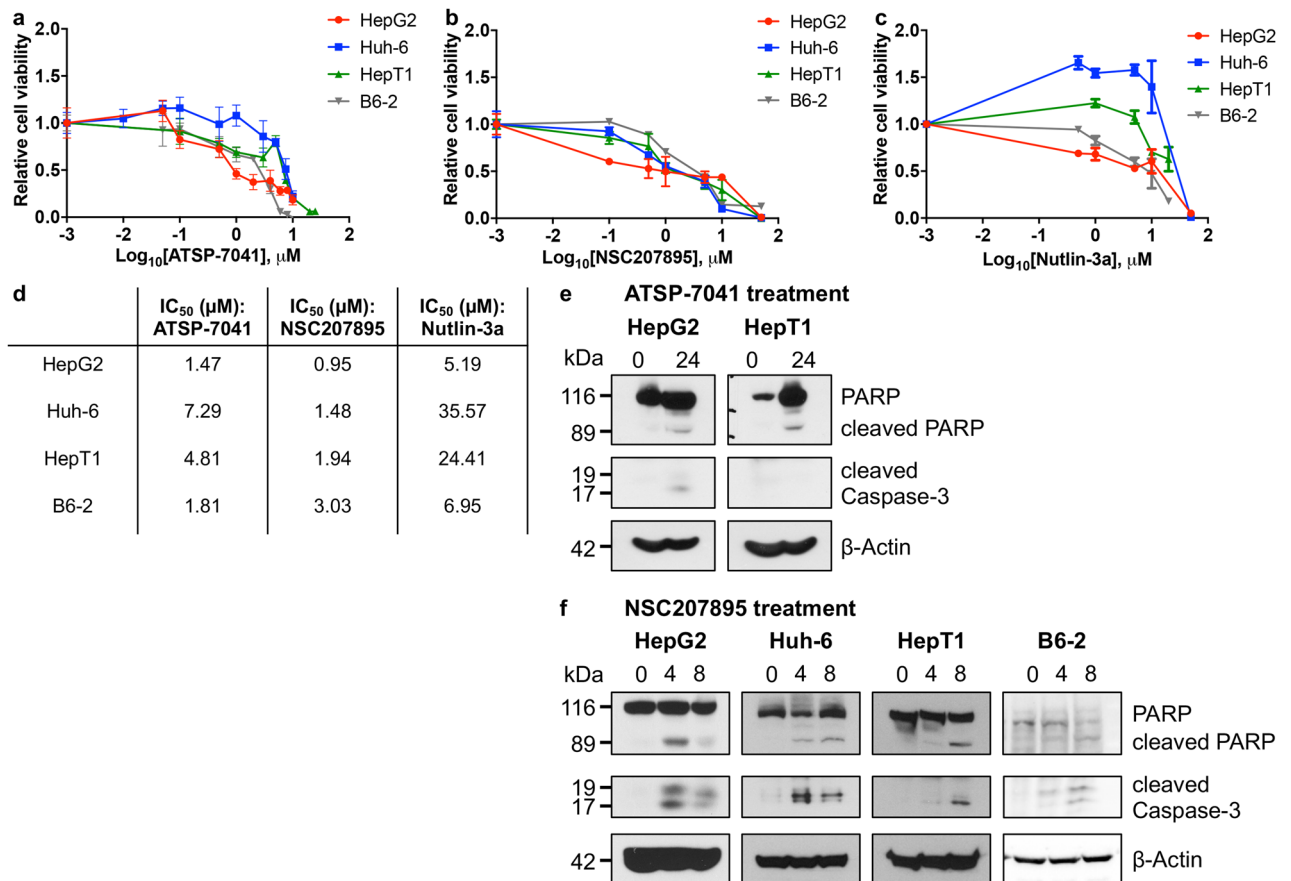 a
2.0
1.5
1.0
0.5
0.0
Relative cell viability
-3 -2 -1 0 1 2
Log10[ATSP-7041], µM
HepG2
Huh-6
HepT1
B6-2
b
2.0
1.5
1.0
0.5
0.0
Relative cell viability
-3 -2 -1 0 1 2
Log10[NSC207895], µM
HepG2
Huh-6
HepT1
B6-2
c
2.0
1.5
1.0
0.5
0.0
Relative cell viability
-3 -2 -1 0 1 2
Log10[Nutlin-3a], µM
HepG2
Huh-6
HepT1
B6-2
d
IC50 (µM): IC50 (µM): IC50 (µM):
ATSP-7041 NSC207895 Nutlin-3a
HepG2 1.47 0.95 5.19
Huh-6 7.29 1.48 35.57
HepT1 4.81 1.94 24.41
B6-2 1.81 3.03 6.95
e ATSP-7041 treatment
HepG2 HepT1
kDa 0 24 0 24
116 PARP
89 cleaved PARP
19 cleaved
17 Caspase-3
42 β-Actin
f NSC207895 treatment
HepG2 Huh-6 HepT1 B6-2
kDa 0 4 8 0 4 8 0 4 8 0 4 8
116 PARP
89 cleaved PARP
19 cleaved
17 Caspase-3
42 β-Actin